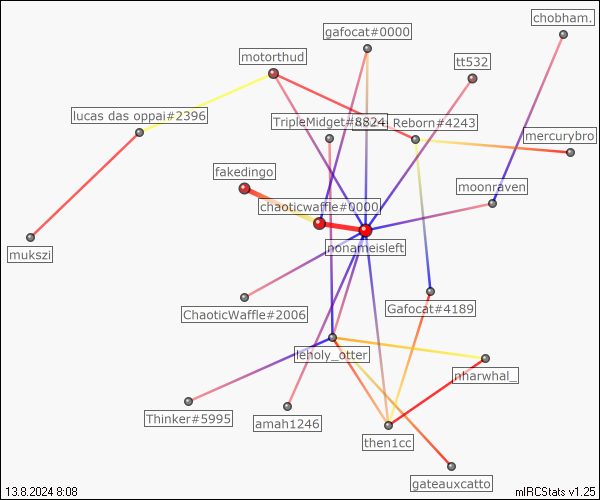 chobham.
gafocat#0000
motorthud
tt532
lucas das oppai#2396
TripleMidget#8824
Reborn#4243
mercurybro
fakedingo
moonraven
chaoticwaffle#0000
nonameisleft
mukszi
ChaoticWaffle#2006
Gafocat#4189
leholy_otter
nharwhal_
Thinker#5995
amah1246
then1cc
gateauxcatto
13.8.2024 8:08
mIRCStats v1.25